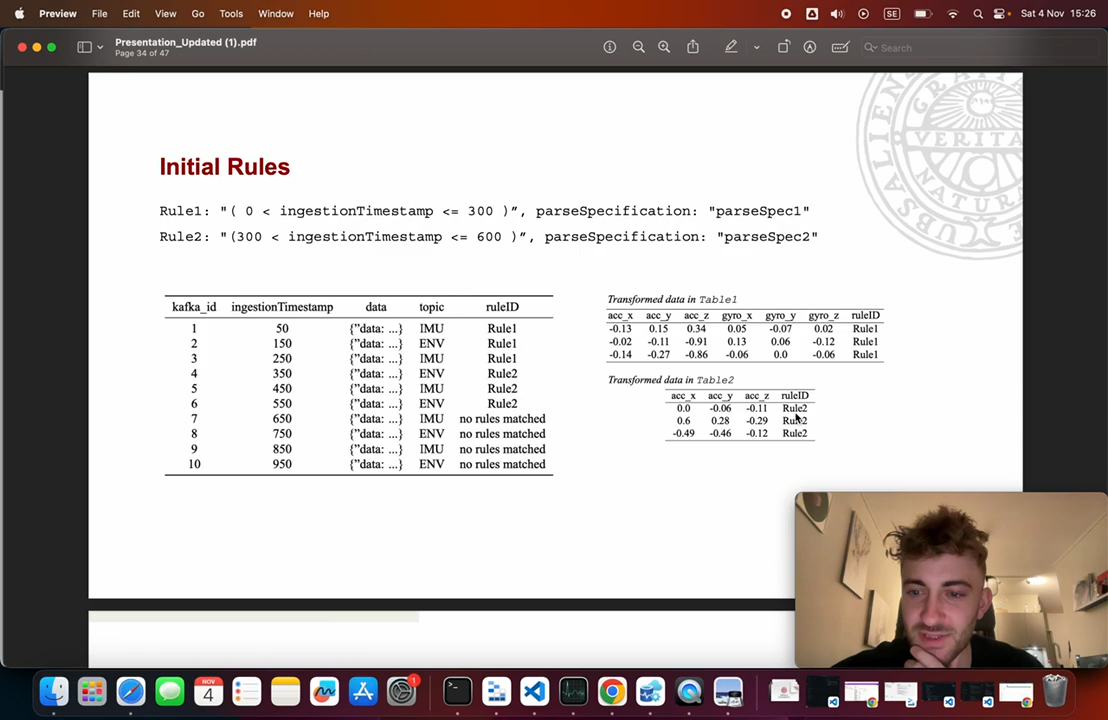 Preview File Edit View Go Tools Window Help SE Sat 4 Nov 15:26
Presentation_Updated (1).pdf
Page 34 of 47
Search
Initial Rules
Rule1: "( 0 < ingestionTimestamp <= 300 )”, parseSpecification: "parseSpec1"
Rule2: "(300 < ingestionTimestamp <= 600 )”, parseSpecification: "parseSpec2"
kafka_id ingestionTimestamp data topic ruleID
1 50 {”data: ...} IMU Rule1
2 150 {”data: ...} ENV Rule1
3 250 {”data: ...} IMU Rule1
4 350 {”data: ...} ENV Rule2
5 450 {”data: ...} IMU Rule2
6 550 {”data: ...} ENV Rule2
7 650 {”data: ...} IMU no rules matched
8 750 {”data: ...} ENV no rules matched
9 850 {”data: ...} IMU no rules matched
10 950 {”data: ...} ENV no rules matched
Transformed data in Table1
acc_x acc_y acc_z gyro_x gyro_y gyro_z ruleID
-0.13 0.15 0.34 0.05 -0.07 0.02 Rule1
-0.02 -0.11 -0.91 0.13 0.06 -0.12 Rule1
-0.14 -0.27 -0.86 -0.06 0.0 -0.06 Rule1
Transformed data in Table2
acc_x acc_y acc_z ruleID
0.0 -0.06 -0.11 Rule2
0.6 0.28 -0.29 Rule2
-0.49 -0.46 -0.12 Rule2
VERITA
NATURA
NOV
4
1